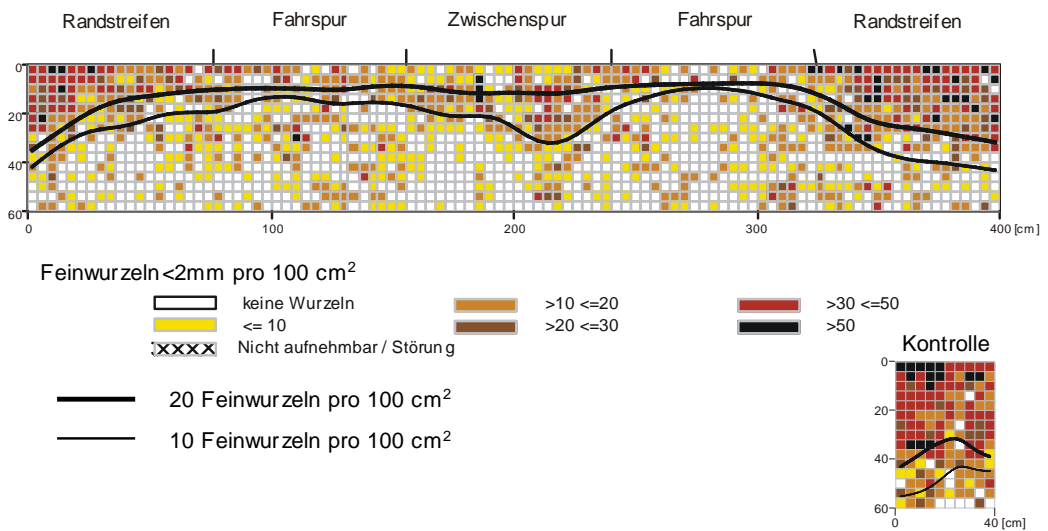 Randstreifen Fahrspur Zwischenspur Fahrspur Randstreifen
0
20
40
60
0 100 200 300 400 [cm]
Feinwurzeln<2mm pro 100 cm²
keine Wurzeln >10 <=20 >30 <=50
<= 10 >20 <=30 >50
Nicht aufnehmbar / Störung
Kontrolle
20 Feinwurzeln pro 100 cm²
10 Feinwurzeln pro 100 cm²
0
20
40
60
0 40 [cm]